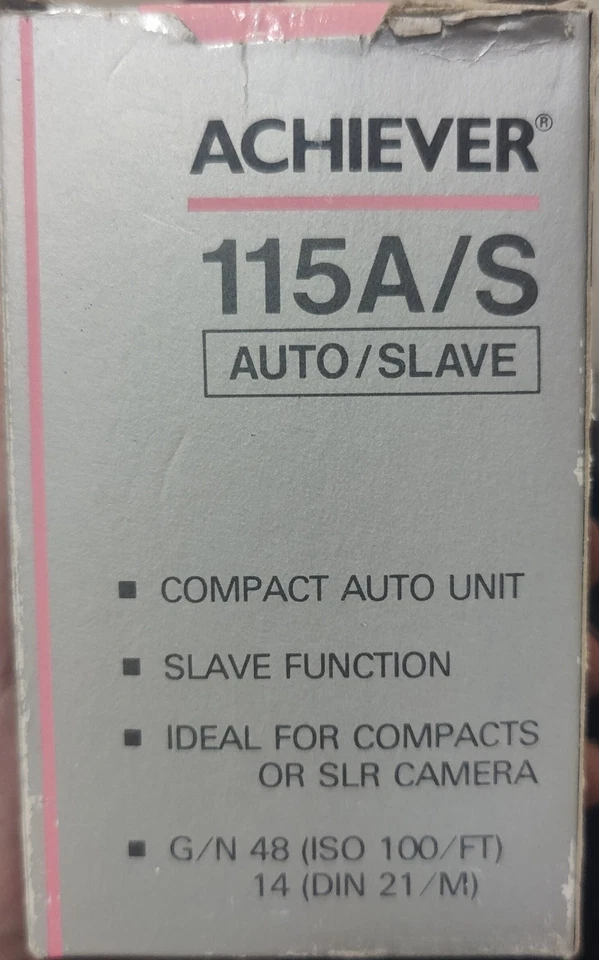 ACHIEVER®
115A/S
AUTO/SLAVE
■ COMPACT AUTO UNIT
■ SLAVE FUNCTION
■ IDEAL FOR COMPACTS
OR SLR CAMERA
■ G/N 48 (ISO 100/FT)
14 (DIN 21/M)